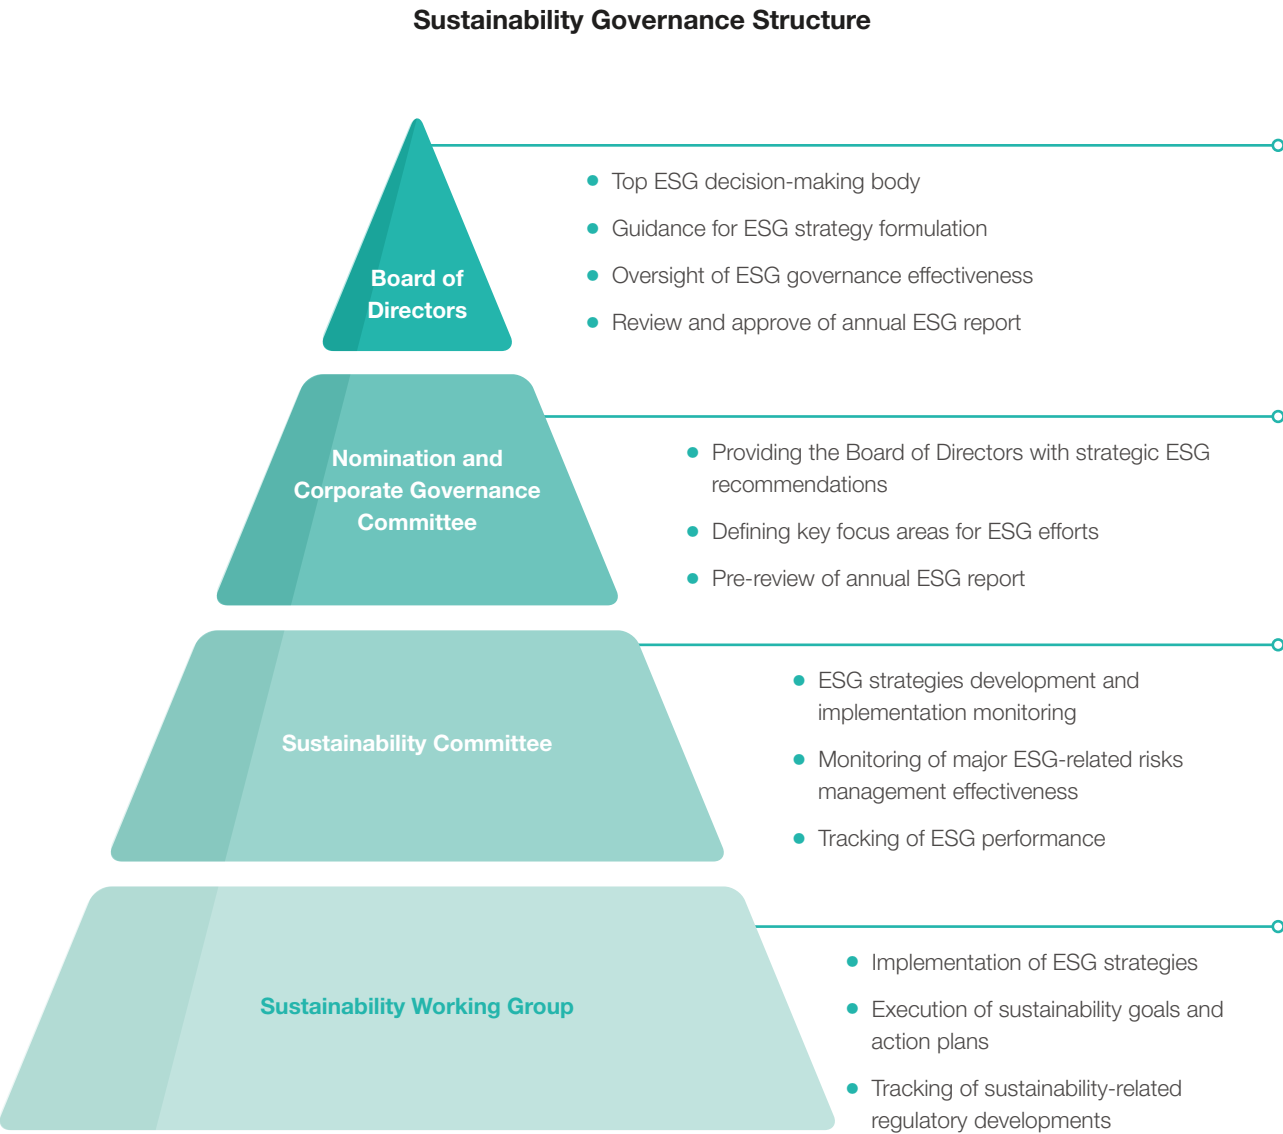 Sustainability Governance Structure
Board of
Directors
Top ESG decision-making body
Guidance for ESG strategy formulation
Oversight of ESG governance effectiveness
Review and approve of annual ESG report
Nomination and
Corporate Governance
Committee
Providing the Board of Directors with strategic ESG
recommendations
Defining key focus areas for ESG efforts
Pre-review of annual ESG report
Sustainability Committee
ESG strategies development and
implementation monitoring
Monitoring of major ESG-related risks
management effectiveness
Tracking of ESG performance
Sustainability Working Group
Implementation of ESG strategies
Execution of sustainability goals and
action plans
Tracking of sustainability-related
regulatory developments